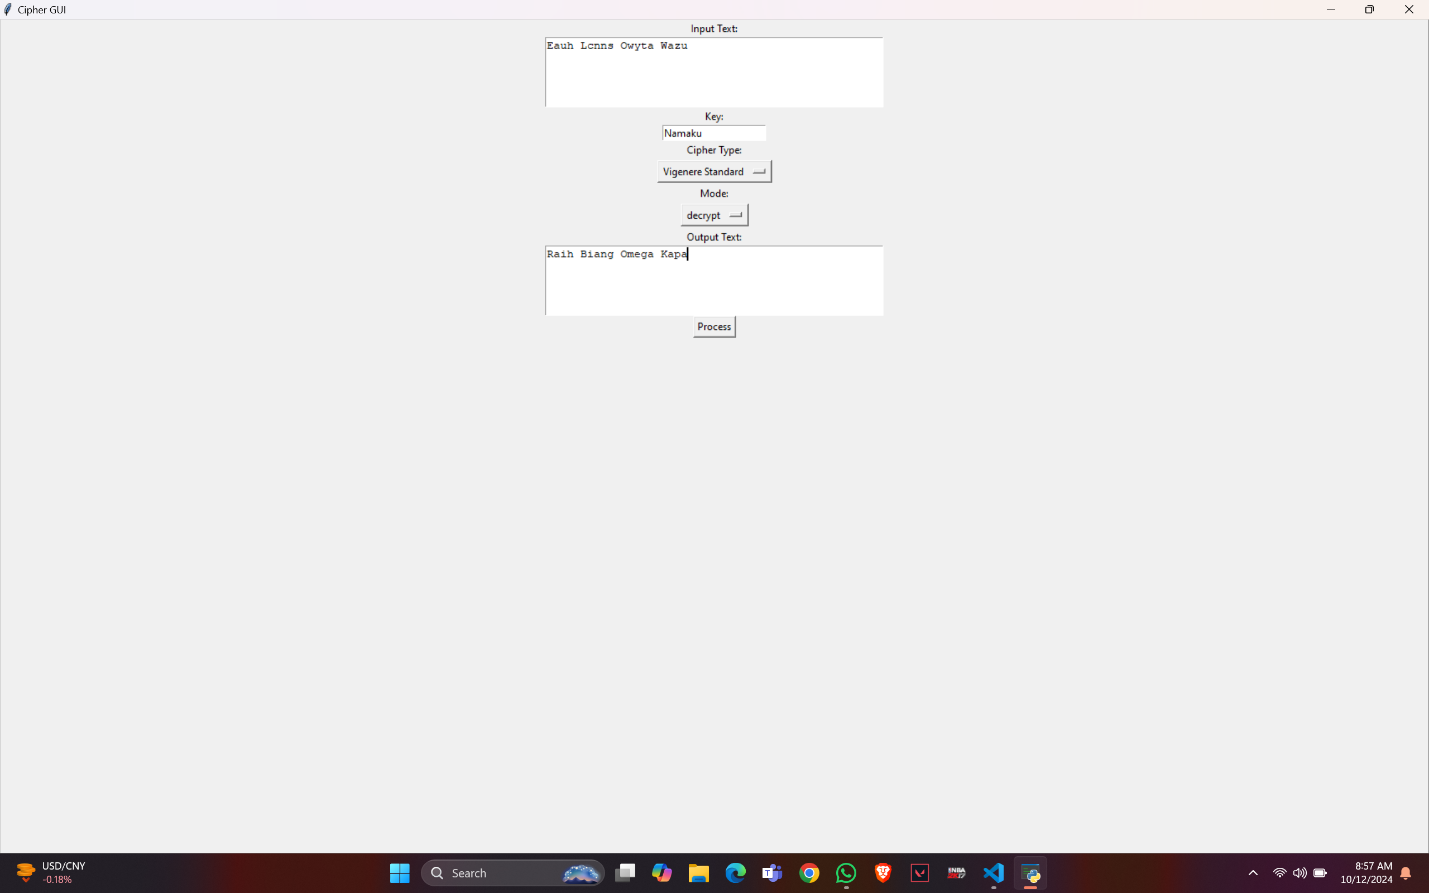 Cipher GUI
Input Text:
Eauh Lcnns Owyta Wazu
Key:
Namaku
Cipher Type:
Vigenere Standard
Mode:
decrypt
Output Text:
Raih Biang Omega Kapa
Process
USD/CNY
-0.18%
Search
8:57 AM
10/12/2024